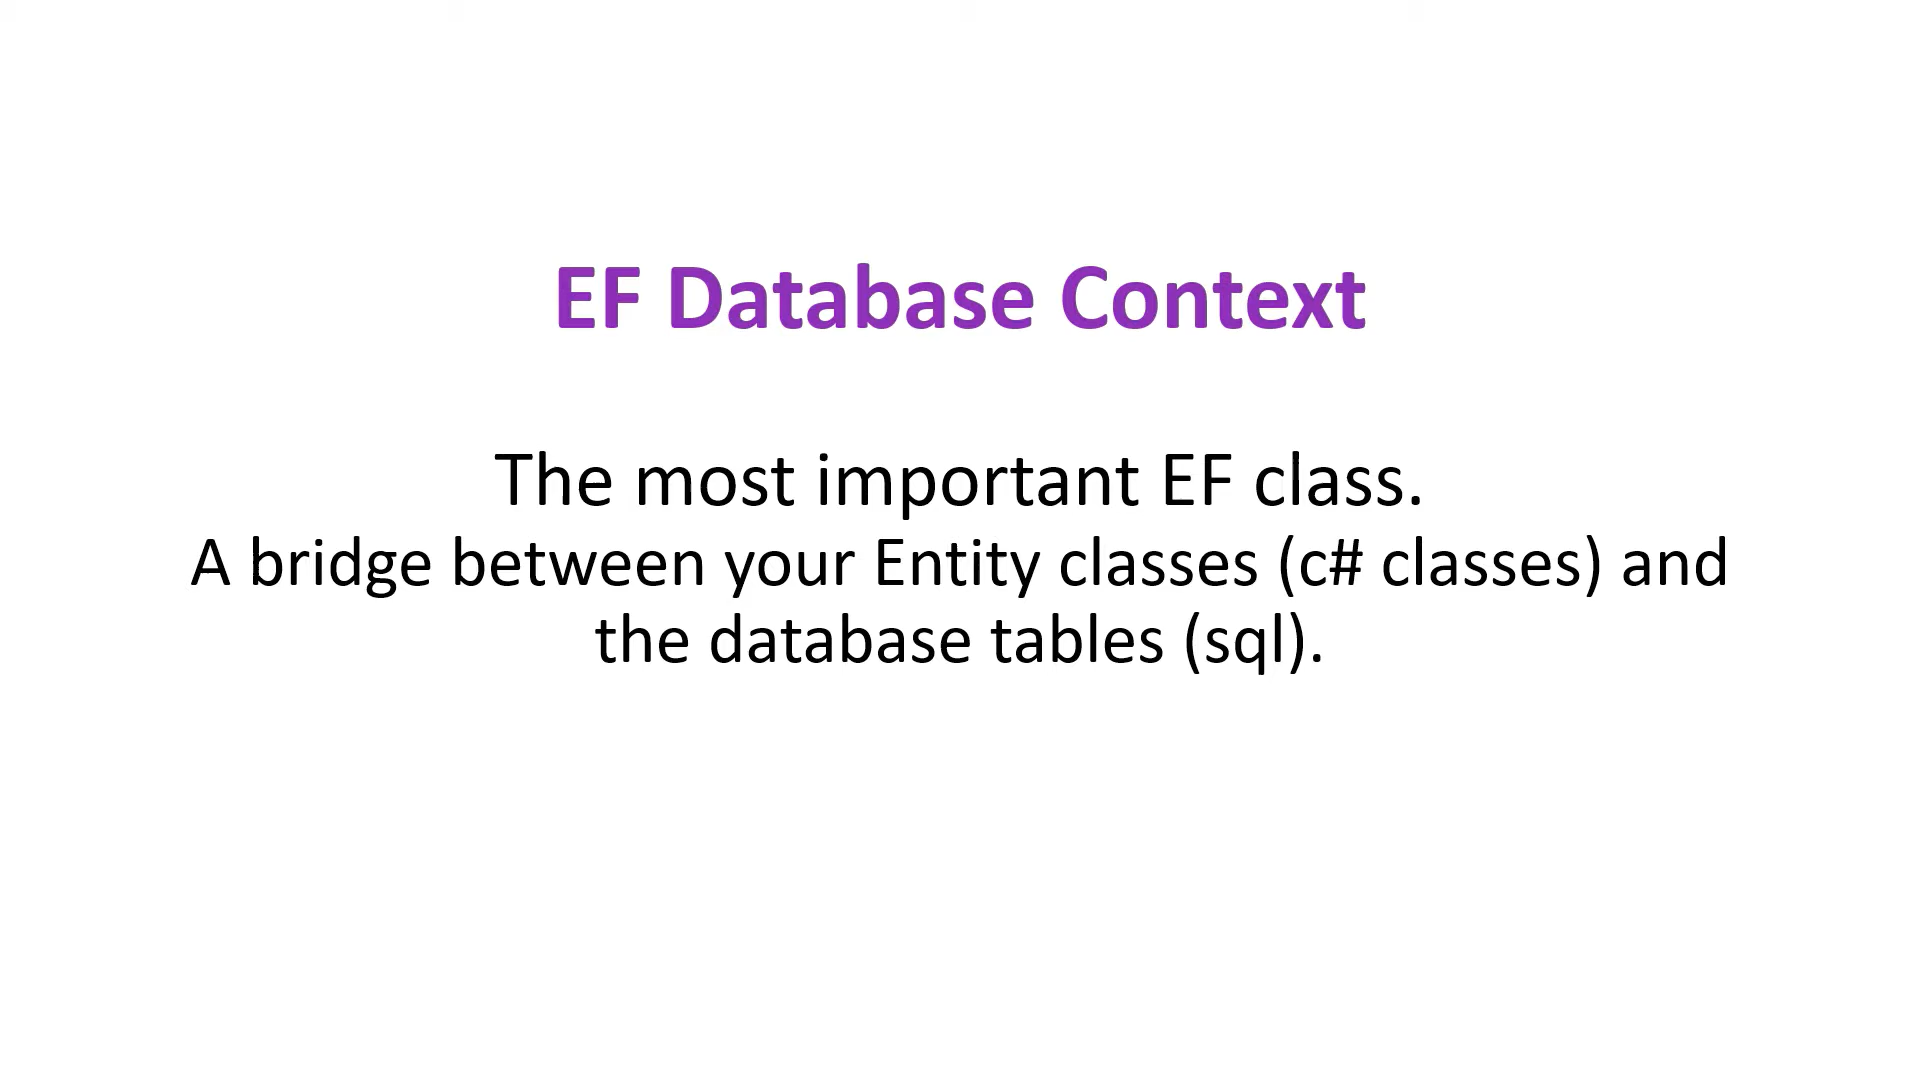 EF Database Context
The most important EF class.
A bridge between your Entity classes (c# classes) and
the database tables (sql).